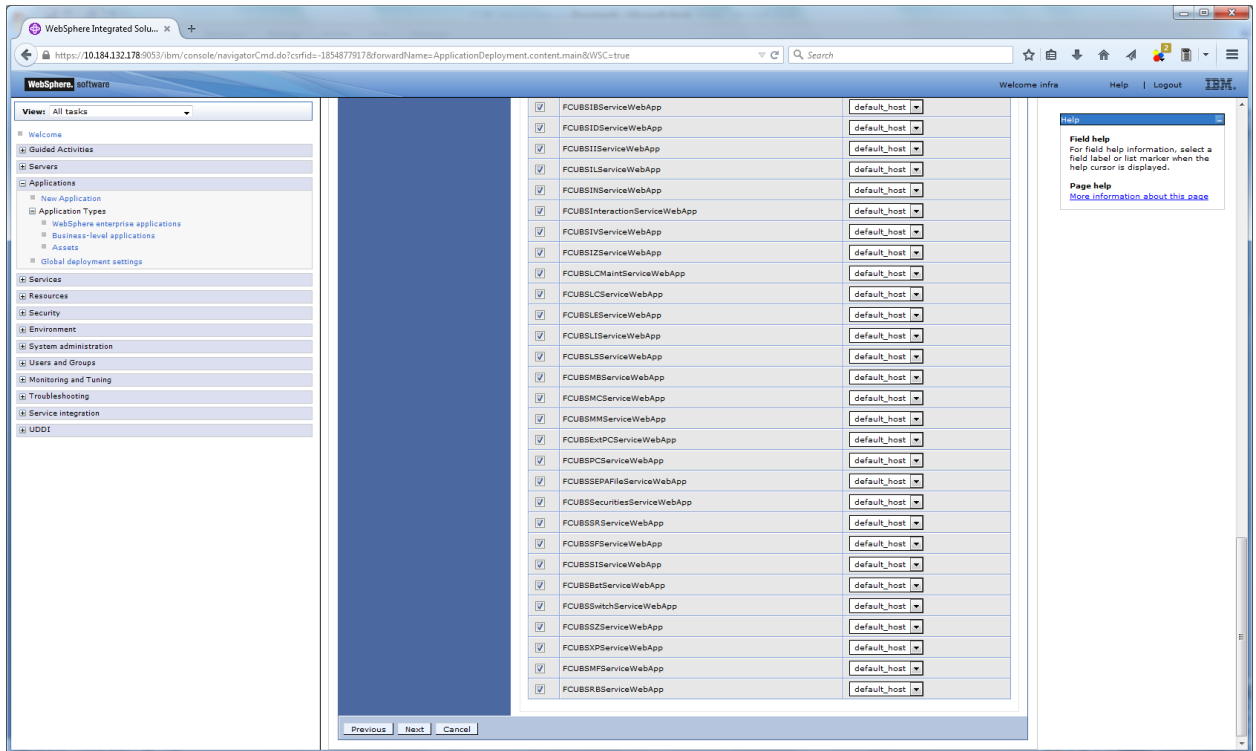 WebSphere Integrated Solu... × +
https://10.184.132.178:9053/ibm/console/navigatorCmd.do?csrfid=-1854877917&forwardName=ApplicationDeployment.content.main&WSC=true
Search
2
WebSphere. software
Welcome infra Help | Logout IBM.
View: All tasks
Welcome
Guided Activities
Servers
Applications
New Application
Application Types
WebSphere enterprise applications
Business-level applications
Assets
Global deployment settings
Services
Resources
Security
Environment
System administration
Users and Groups
Monitoring and Tuning
Troubleshooting
Service integration
UDDI
FCUBSIBServiceWebApp default_host
FCUBSIDServiceWebApp default_host
FCUBSIIServiceWebApp default_host
FCUBSILServiceWebApp default_host
FCUBSINServiceWebApp default_host
FCUBSInteractionServiceWebApp default_host
FCUBSIVServiceWebApp default_host
FCUBSIZServiceWebApp default_host
FCUBSLCMaintServiceWebApp default_host
FCUBSLCServiceWebApp default_host
FCUBSLEServiceWebApp default_host
FCUBSLIServiceWebApp default_host
FCUBSLSServiceWebApp default_host
FCUBSMBServiceWebApp default_host
FCUBSMCServiceWebApp default_host
FCUBSMMServiceWebApp default_host
FCUBSExtPCServiceWebApp default_host
FCUBSPCServiceWebApp default_host
FCUBSSEPAFileServiceWebApp default_host
FCUBSSecuritiesServiceWebApp default_host
FCUBSSRServiceWebApp default_host
FCUBSSFServiceWebApp default_host
FCUBSSIServiceWebApp default_host
FCUBSBstServiceWebApp default_host
FCUBSSwitchServiceWebApp default_host
FCUBSSZServiceWebApp default_host
FCUBSXPServiceWebApp default_host
FCUBSMFServiceWebApp default_host
FCUBSRBServiceWebApp default_host
Previous Next Cancel
Help
Field help
For field help information, select a
field label or list marker when the
help cursor is displayed.
Page help
More information about this page